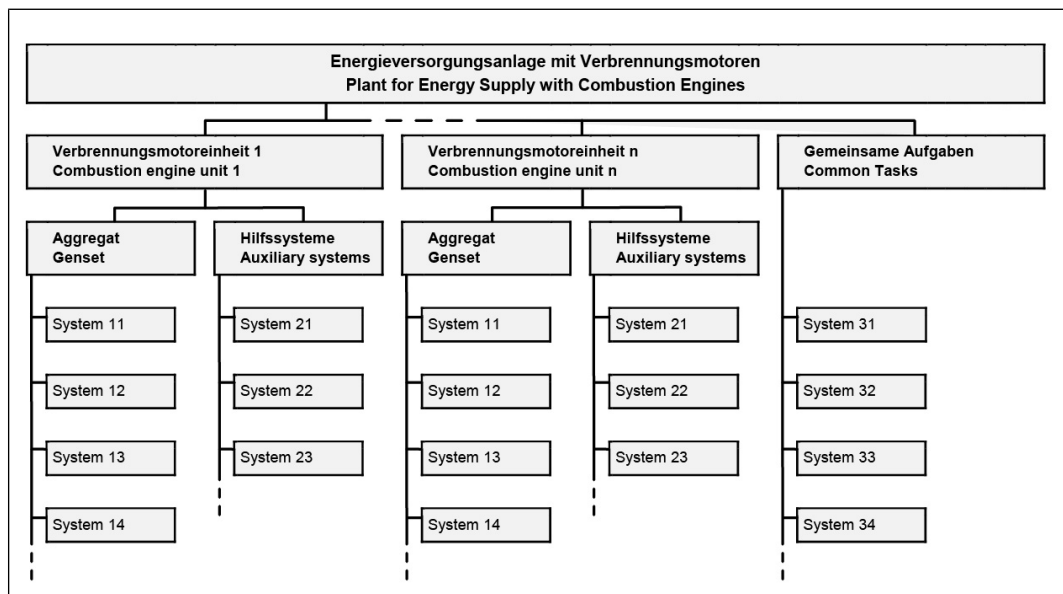 Energieversorgungsanlage mit Verbrennungsmotoren
Plant for Energy Supply with Combustion Engines
Verbrennungsmotoreinheit 1
Combustion engine unit 1
Verbrennungsmotoreinheit n
Combustion engine unit n
Gemeinsame Aufgaben
Common Tasks
Aggregat
Genset
Hilfssysteme
Auxiliary systems
Aggregat
Genset
Hilfssysteme
Auxiliary systems
System 11
System 21
System 11
System 21
System 31
System 12
System 22
System 12
System 22
System 32
System 13
System 23
System 13
System 23
System 33
System 14
System 14
System 34